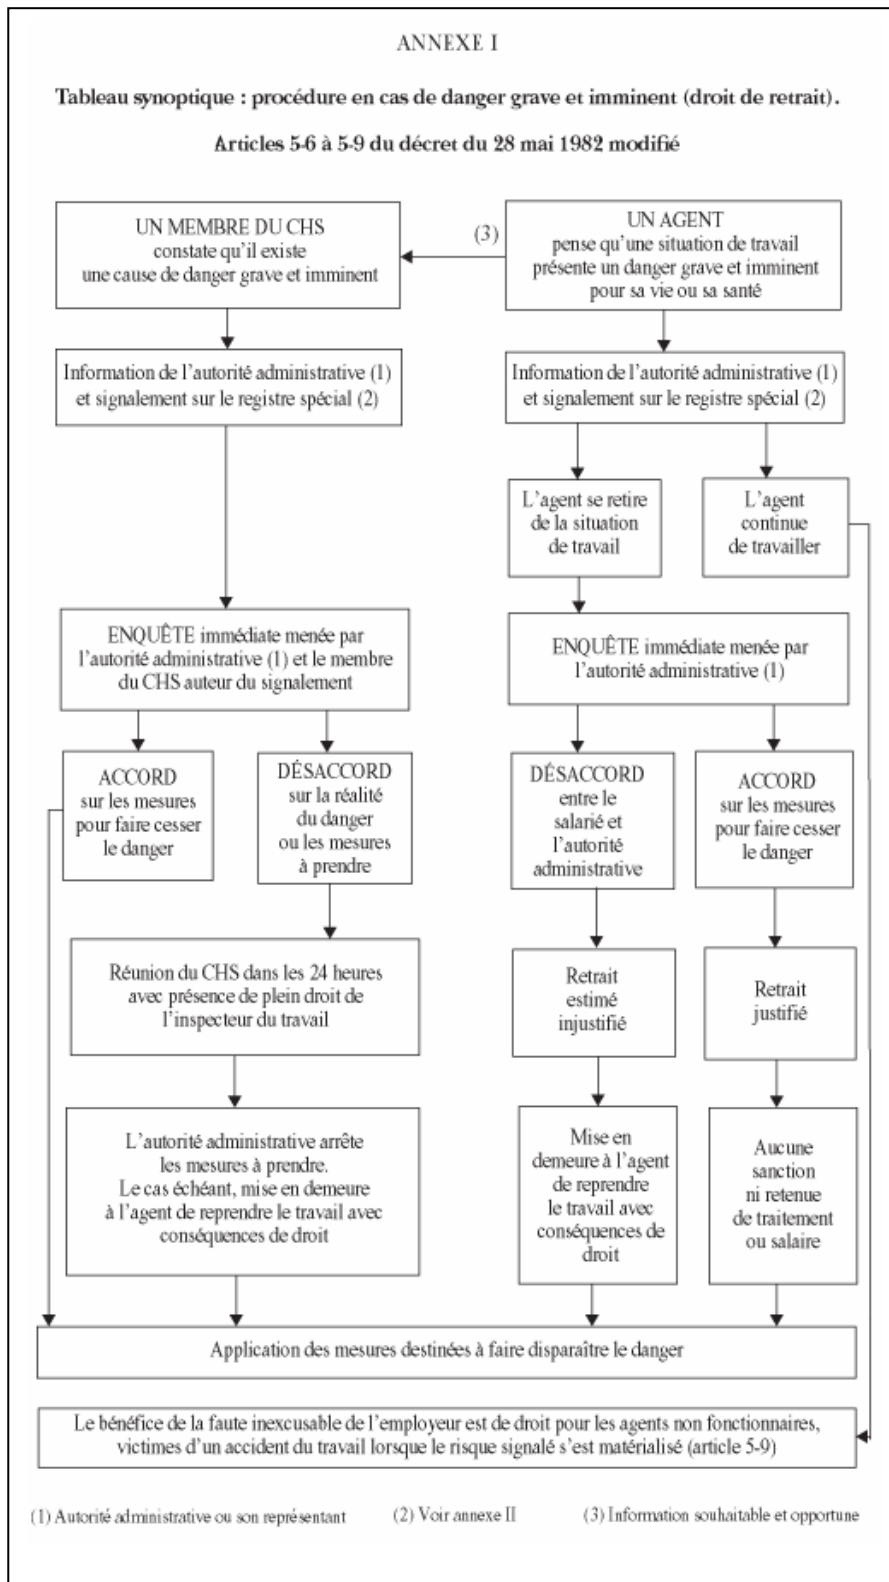 ANNEXE I
Tableau synoptique : procédure en cas de danger grave et imminent (droit de retrait).
Articles 5-6 à 5-9 du décret du 28 mai 1982 modifié
UN MEMBRE DU CHS
constate qu'il existe
une cause de danger grave et imminent
(3)
UN AGENT
pense qu'une situation de travail
présente un danger grave et imminent
pour sa vie ou sa santé
Information de l'autorité administrative (1)
et signalement sur le registre spécial (2)
Information de l'autorité administrative (1)
et signalement sur le registre spécial (2)
L'agent se retire
de la situation
de travail
L'agent
continue
de travailler
ENQUÊTE immédiate menée par
l'autorité administrative (1) et le membre
du CHS auteur du signalement
ENQUÊTE immédiate menée par
l'autorité administrative (1)
ACCORD
sur les mesures
pour faire cesser
le danger
DÉSACCORD
sur la réalité
du danger
ou les mesures
à prendre
DÉSACCORD
entre le
salarié et
l'autorité
administrative
ACCORD
sur les mesures
pour faire cesser
le danger
Réunion du CHS dans les 24 heures
avec présence de plein droit de
l'inspecteur du travail
Retrait
estimé
injustifié
Retrait
justifié
L'autorité administrative arrête
les mesures à prendre.
Le cas échéant, mise en demeure
à l'agent de reprendre le travail avec
conséquences de droit
Mise en
demeure à l'agent
de reprendre
le travail avec
conséquences de
droit
Aucune
sanction
ni retenue
de traitement
ou salaire
Application des mesures destinées à faire disparaître le danger
Le bénéfice de la faute inexcusable de l'employeur est de droit pour les agents non fonctionnaires,
victimes d'un accident du travail lorsque le risque signalé s'est matérialisé (article 5-9)
(1) Autorité administrative ou son représentant (2) Voir annexe II (3) Information souhaitable et opportune